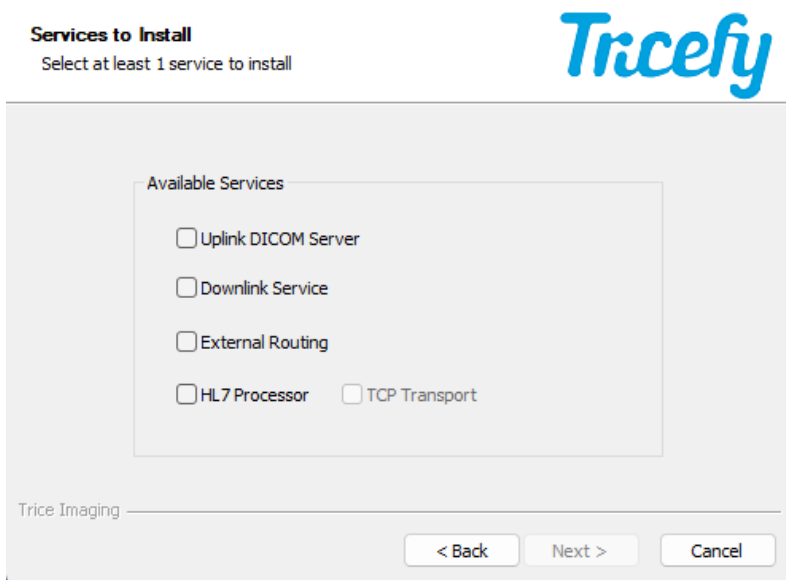 Services to Install
Select at least 1 service to install
Tricefy
Available Services
Uplink DICOM Server
Downlink Service
External Routing
HL7 Processor TCP Transport
Trice Imaging
< Back Next > Cancel